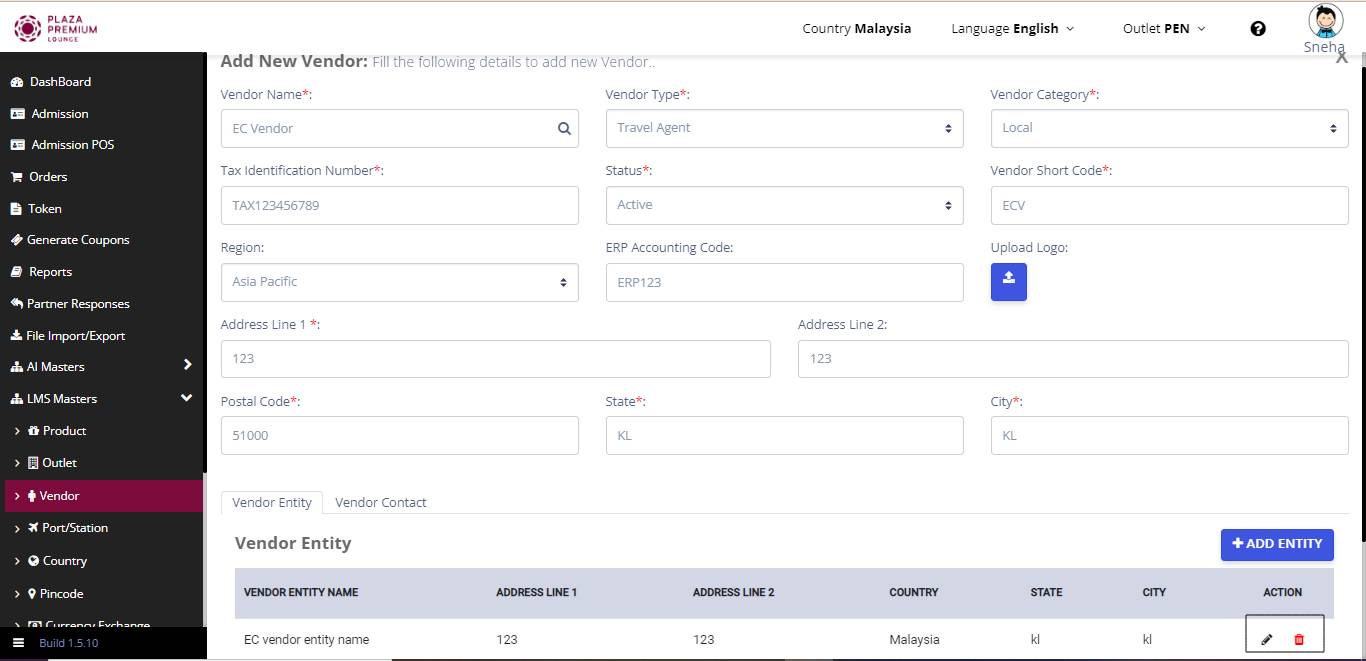 PLAZA
PREMIUM
LOUNGE
Country Malaysia
Language English
Outlet PEN
Sneha
DashBoard
Admission
Admission POS
Orders
Token
Generate Coupons
Reports
Partner Responses
File Import/Export
AI Masters
LMS Masters
Product
Outlet
Vendor
Port/Station
Country
Pincode
Currency Exchange
Build 1.5.10
Add New Vendor: Fill the following details to add new Vendor..
X
Vendor Name*:
Vendor Type*:
Vendor Category*:
EC Vendor
Travel Agent
Local
Tax Identification Number*:
Status*:
Vendor Short Code*:
TAX123456789
Active
ECV
Region:
ERP Accounting Code:
Upload Logo:
Asia Pacific
ERP123
Address Line 1 *:
Address Line 2:
123
123
Postal Code*:
State*:
City*:
51000
KL
KL
Vendor Entity
Vendor Contact
Vendor Entity
+ ADD ENTITY
VENDOR ENTITY NAME
ADDRESS LINE 1
ADDRESS LINE 2
COUNTRY
STATE
CITY
ACTION
EC vendor entity name
123
123
Malaysia
kl
kl